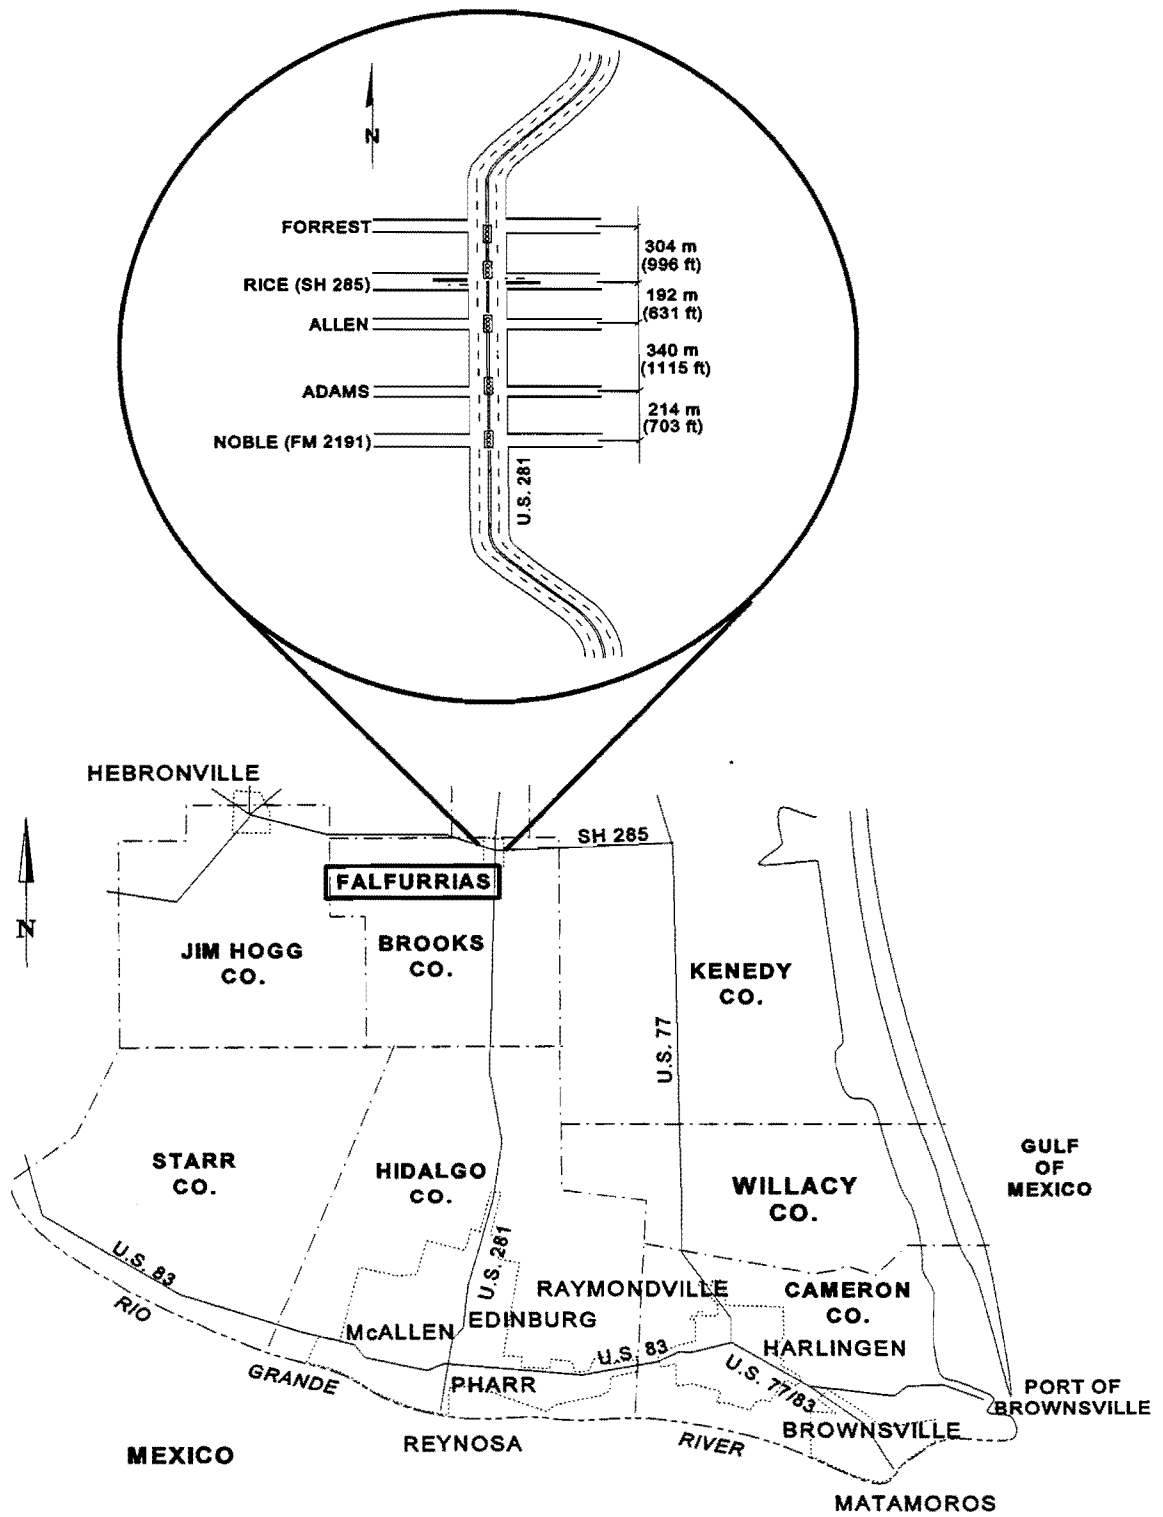 N
FORREST
304 m
(996 ft)
RICE (SH 285)
192 m
(631 ft)
ALLEN
340 m
(1115 ft)
ADAMS
214 m
(703 ft)
NOBLE (FM 2191)
U.S. 281
HEBRONVILLE
SH 285
N
FALFURRIAS
JIM HOGG
CO.
BROOKS
CO.
KENEDY
CO.
U.S. 77
STARR
CO.
HIDALGO
CO.
WILLACY
CO.
GULF
OF
MEXICO
U.S. 83
U.S. 281
RAYMONDVILLE
CAMERON
CO.
RIO
McALLEN
EDINBURG
HARLINGEN
U.S. 83
GRANDE
PHARR
U.S. 77/83
PORT OF
BROWNSVILLE
MEXICO
REYNOSA
RIVER
BROWNSVILLE
MATAMOROS